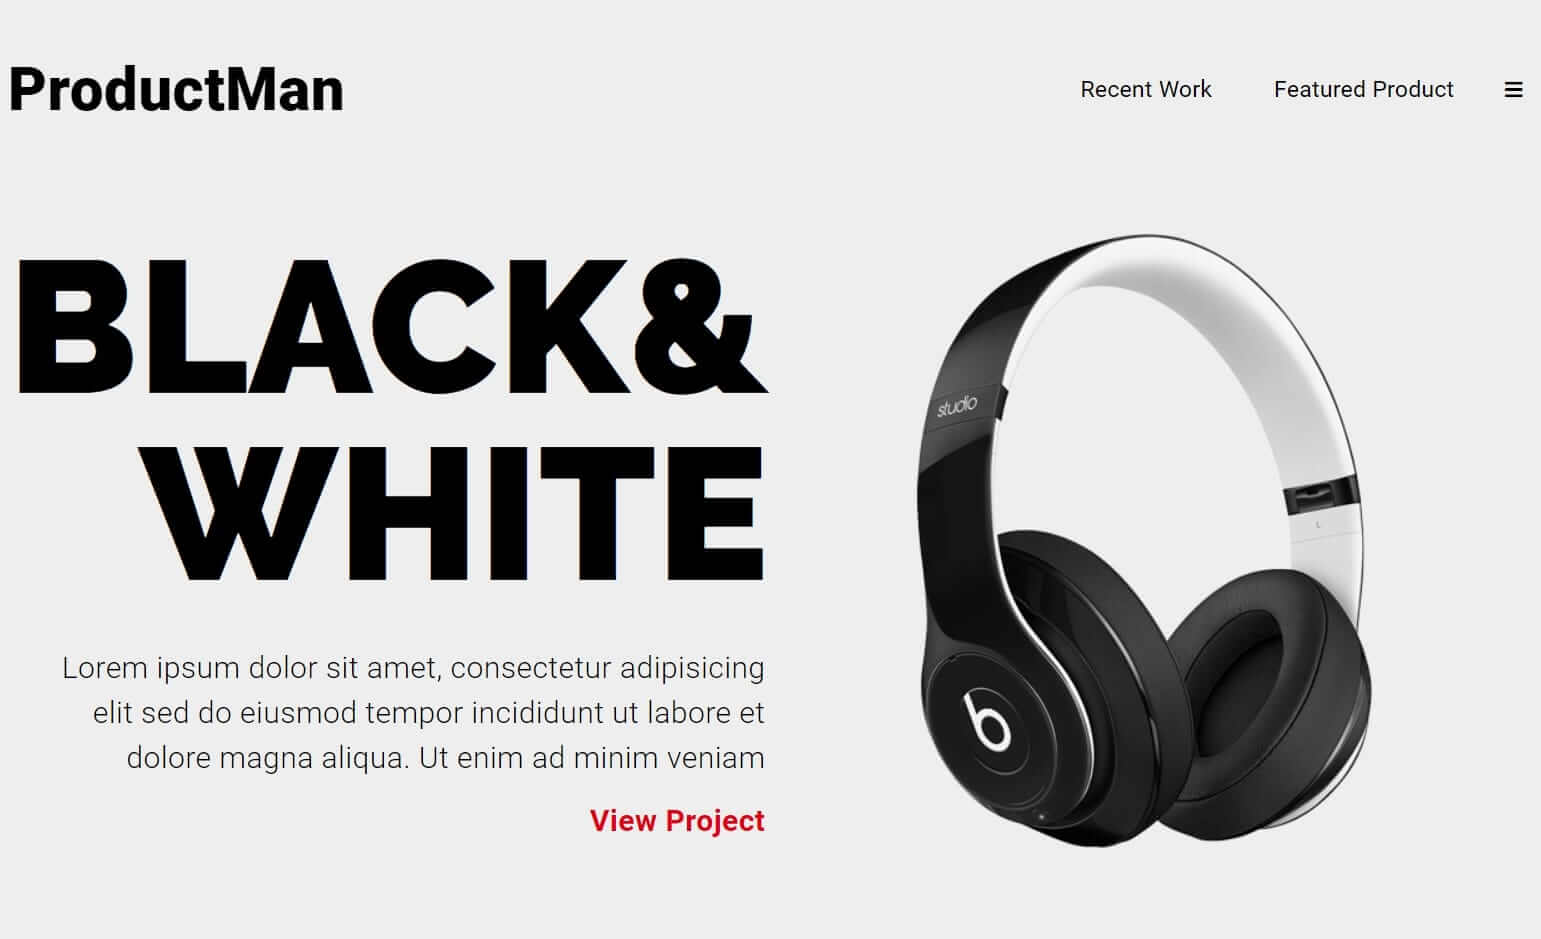 ProductMan
Recent Work
Featured Product
BLACK&
WHITE
studio
L
Lorem ipsum dolor sit amet, consectetur adipisicing
elit sed do eiusmod tempor incididunt ut labore et
dolore magna aliqua. Ut enim ad minim veniam
b
View Project